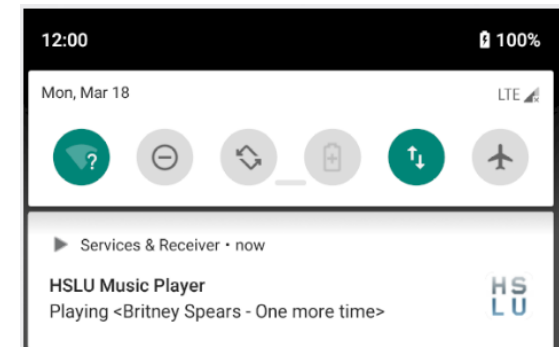 12:00 100%
Mon, Mar 18 LTE
?
Services & Receiver • now
HSLU Music Player
Playing <Britney Spears - One more time>
HS
LU